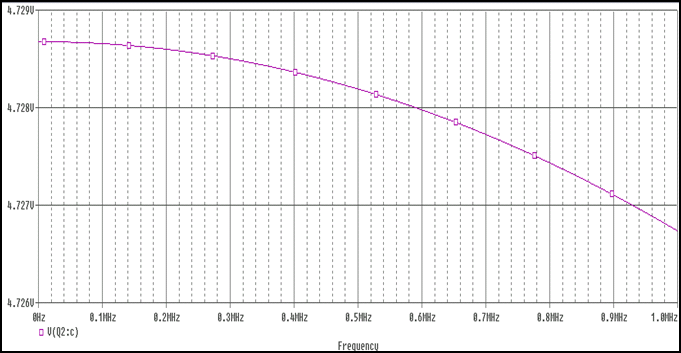 4.729V
4.728V
4.727V
4.726V
0Hz 0.1MHz 0.2MHz 0.3MHz 0.4MHz 0.5MHz 0.6MHz 0.7MHz 0.8MHz 0.9MHz 1.0MHz
V(Q2:c)
Frequency